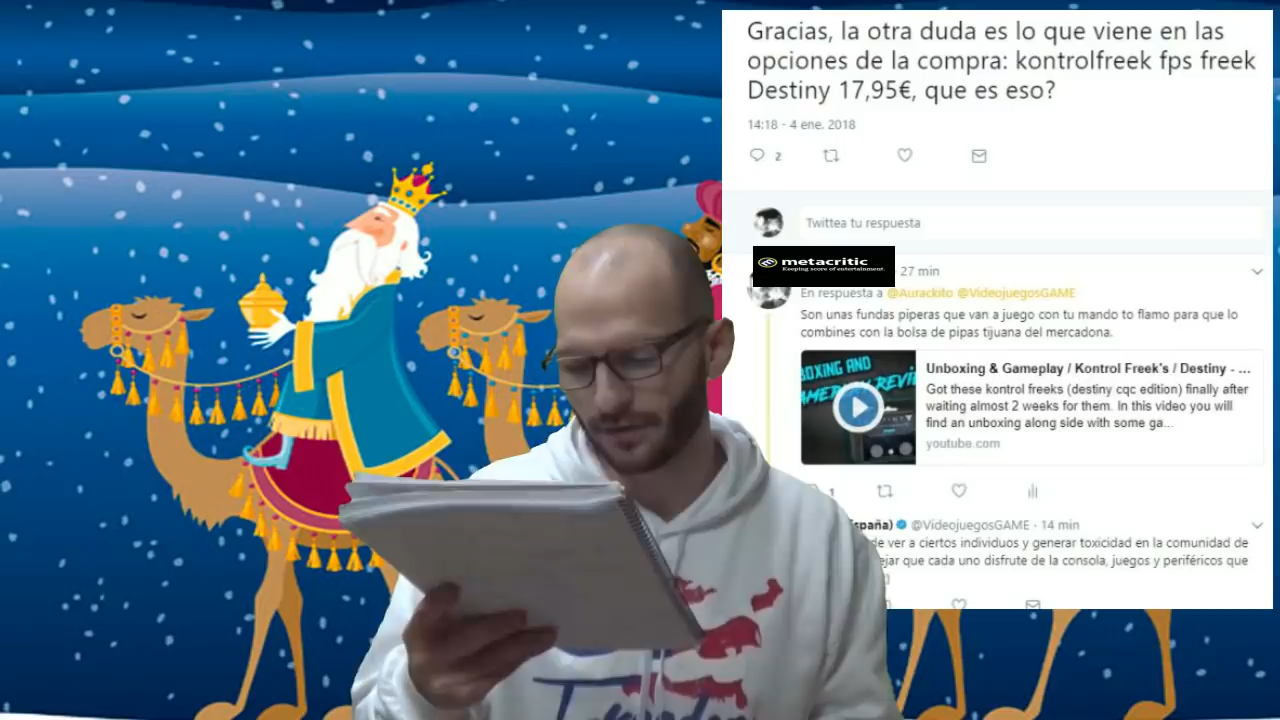 Gracias, la otra duda es lo que viene en las
opciones de la compra: kontrolfreek fps freek
Destiny 17,95€, que es eso?
14:18 - 4 ene. 2018
2
Twittea tu respuesta
metacritic
Keeping score of entertainment.
27 min
En respuesta a @Aurackito @VideojuegosGAME
Son unas fundas piperas que van a juego con tu mando to flamo para que lo
combines con la bolsa de pipas tijuana del mercadona.
Unboxing & Gameplay / Kontrol Freek's / Destiny - ...
Got these kontrol freeks (destiny cqc edition) finally after
waiting almost 2 weeks for them. In this video you will
find an unboxing along side with some ga...
youtube.com
1
@VideojuegosGAME · 14 min
de ver a ciertos individuos y generar toxicidad en la comunidad de
que cada uno disfrute de la consola, juegos y periféricos que